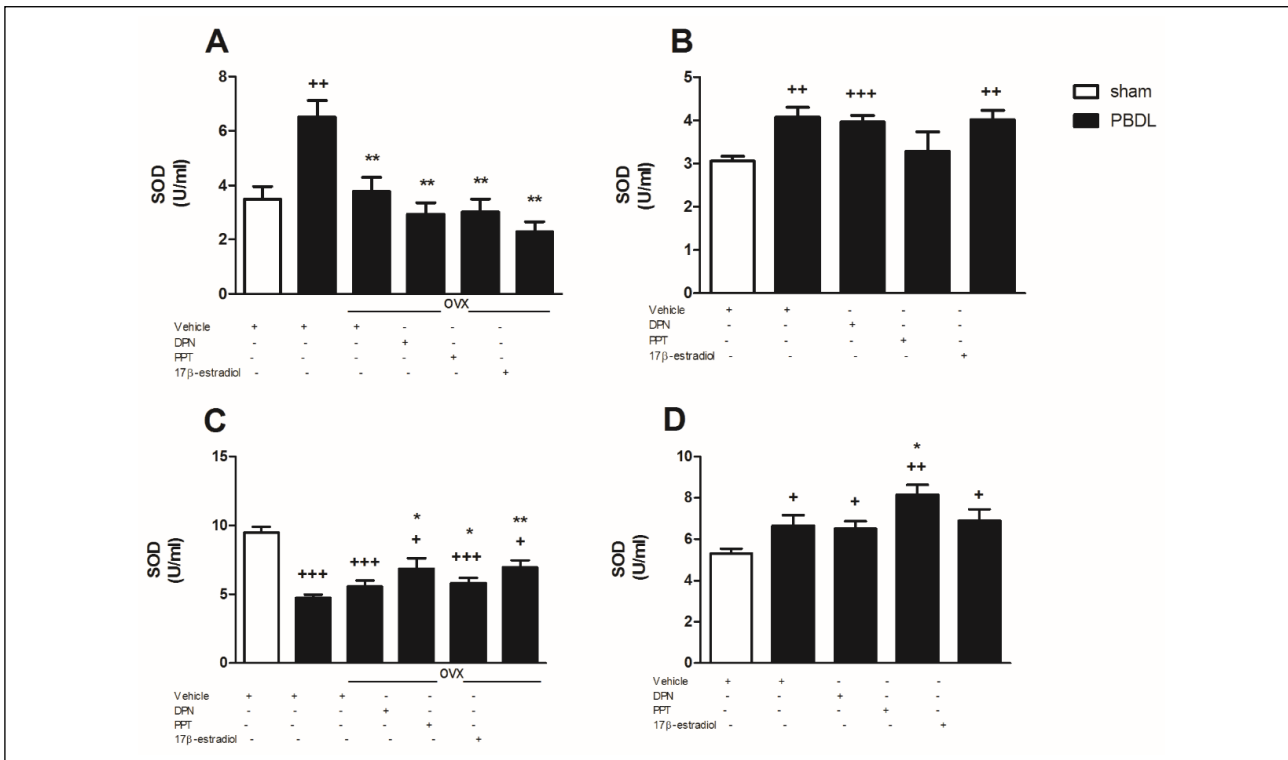 A
++
** ** ** **
SOD
(U/ml)
8
6
4
2
0
OVX
Vehicle + + + - - -
DPN - - - + - -
PPT - - - - + -
17β-estradiol - - - - - +
B
++ +++ ++
SOD
(U/ml)
5
4
3
2
1
0
Vehicle + + - - -
DPN - - + - -
PPT - - - + -
17β-estradiol - - - - +
sham
PBDL
C
* * **
+++ +++ + +++ +
SOD
(U/ml)
15
10
5
0
OVX
Vehicle + + + - - -
DPN - - - + - -
PPT - - - - + -
17β-estradiol - - - - - +
D
*
+ + ++ +
SOD
(U/ml)
10
8
6
4
2
0
Vehicle + + - - -
DPN - - + - -
PPT - - - + -
17β-estradiol - - - - +